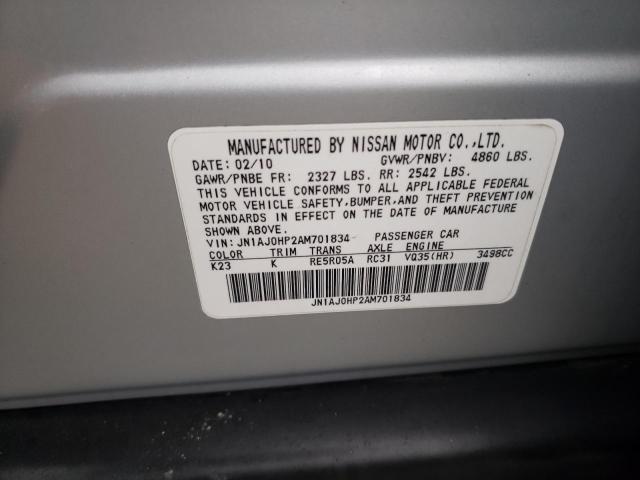 MANUFACTURED BY NISSAN MOTOR CO.,LTD.
DATE: 02/10 GVWR/PNBV: 4860 LBS.
GAWR/PNBE FR: 2327 LBS. RR: 2542 LBS.
THIS VEHICLE CONFORMS TO ALL APPLICABLE FEDERAL
MOTOR VEHICLE SAFETY,BUMPER,AND THEFT PREVENTION
STANDARDS IN EFFECT ON THE DATE OF MANUFACTURE
SHOWN ABOVE.
VIN: JN1AJ0HP2AM701834 PASSENGER CAR
COLOR TRIM TRANS AXLE ENGINE
K23 K RE5R05A RC31 VQ35(HR) 3498CC
JN1AJ0HP2AM701834